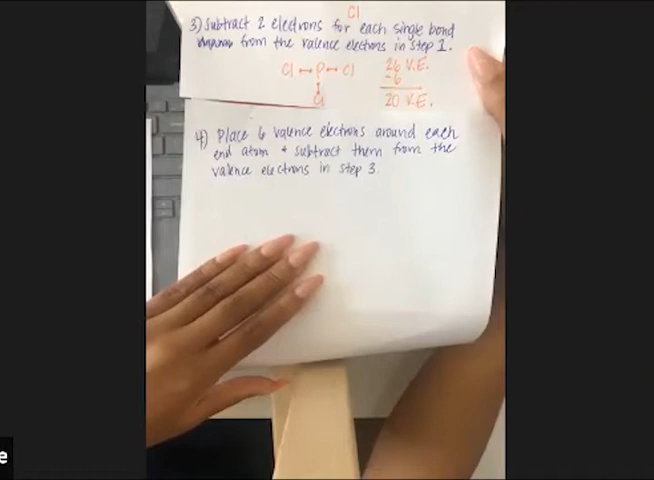 Cl
3) Subtract 2 electrons for each single bond
from the valence electrons in step 1.
Cl – P – Cl 26 V.E.
-6
Cl 20 V.E.
4) Place 6 valence electrons around each
end atom + subtract them from the
valence electrons in step 3.
e